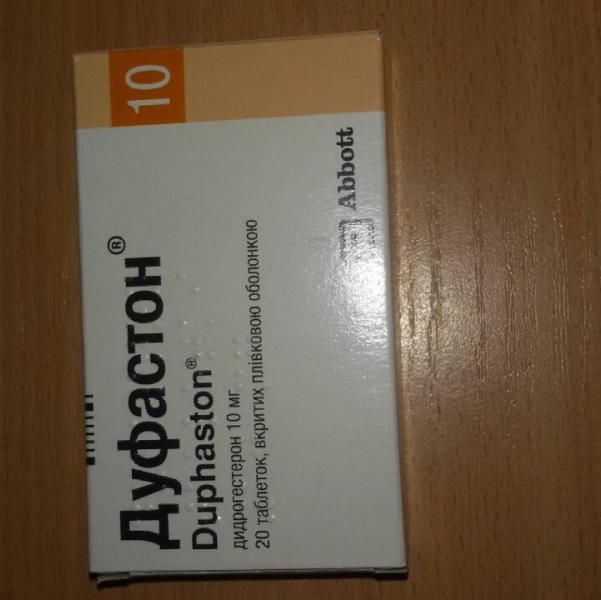 10
Дуфастон®
Duphaston®
дидрогестерон 10 мг
20 таблеток, вкритих плівковою оболонкою
Abbott